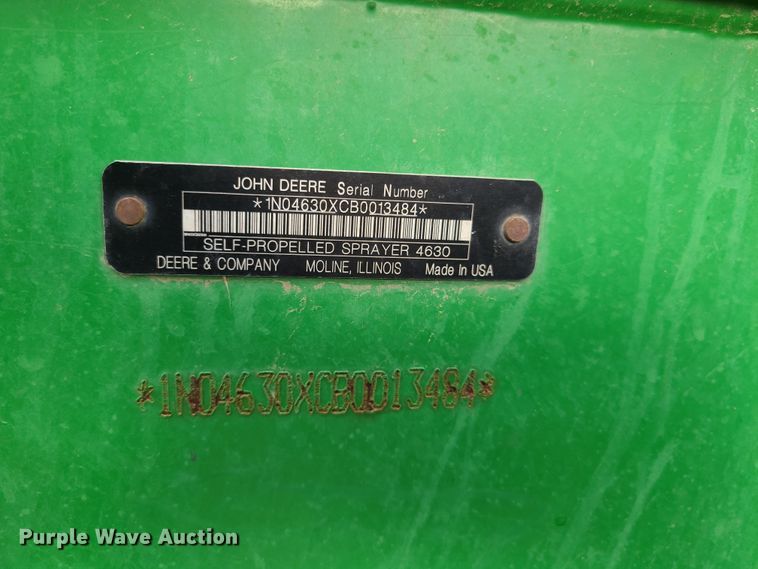 JOHN DEERE Serial Number
*1N04630XCB0013484*
SELF-PROPELLED SPRAYER 4630
DEERE & COMPANY MOLINE, ILLINOIS Made In USA
*1N04630XCB0013484*
Purple Wave Auction